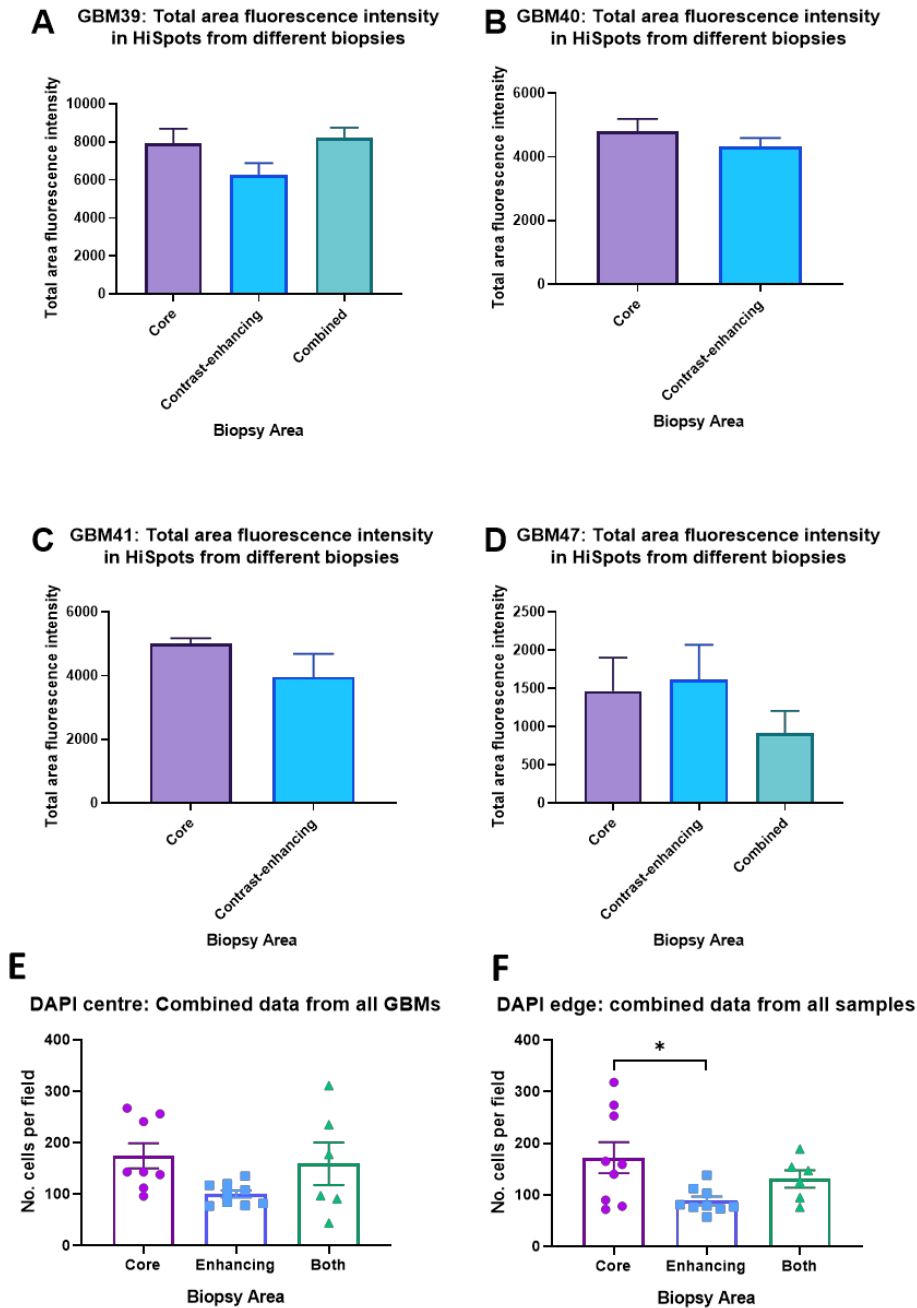 A
GBM39: Total area fluorescence intensity
in HiSpots from different biopsies
Total area fluorescence intensity
10000
8000
6000
4000
2000
0
Core
Contrast-enhancing
Combined
Biopsy Area
B
GBM40: Total area fluorescence intensity
in HiSpots from different biopsies
Total area fluorescence intensity
6000
4000
2000
0
Core
Contrast-enhancing
Biopsy Area
C
GBM41: Total area fluorescence intensity
in HiSpots from different biopsies
Total area fluorescence intensity
6000
4000
2000
0
Core
Contrast-enhancing
Biopsy Area
D
GBM47: Total area fluorescence intensity
in HiSpots from different biopsies
Total area fluorescence intensity
2500
2000
1500
1000
500
0
Core
Contrast-enhancing
Combined
Biopsy Area
E
DAPI centre: Combined data from all GBMs
No. cells per field
400
300
200
100
0
Core Enhancing Both
Biopsy Area
F
DAPI edge: combined data from all samples
No. cells per field
400
300
200
100
0
*
Core Enhancing Both
Biopsy Area